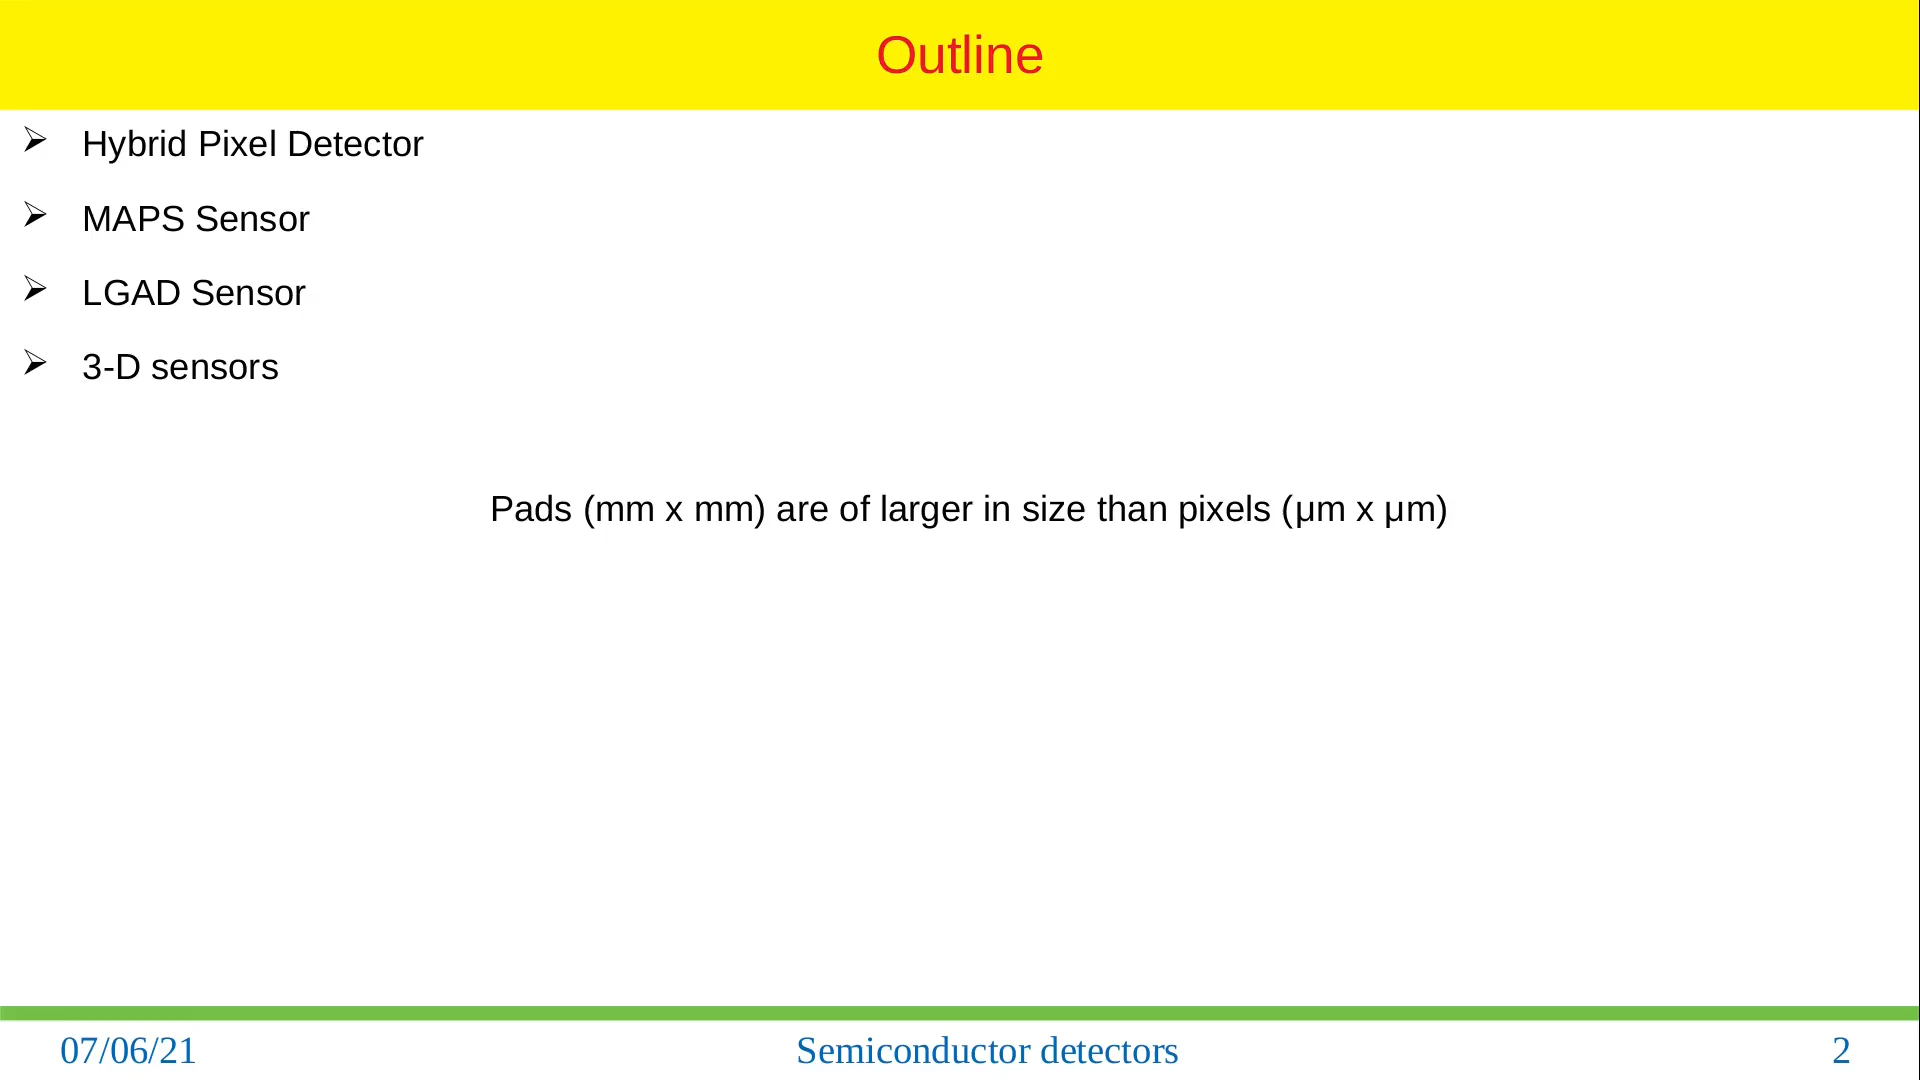 Outline
➢ Hybrid Pixel Detector
➢ MAPS Sensor
➢ LGAD Sensor
➢ 3-D sensors
Pads (mm x mm) are of larger in size than pixels (μm x μm)
07/06/21 Semiconductor detectors 2